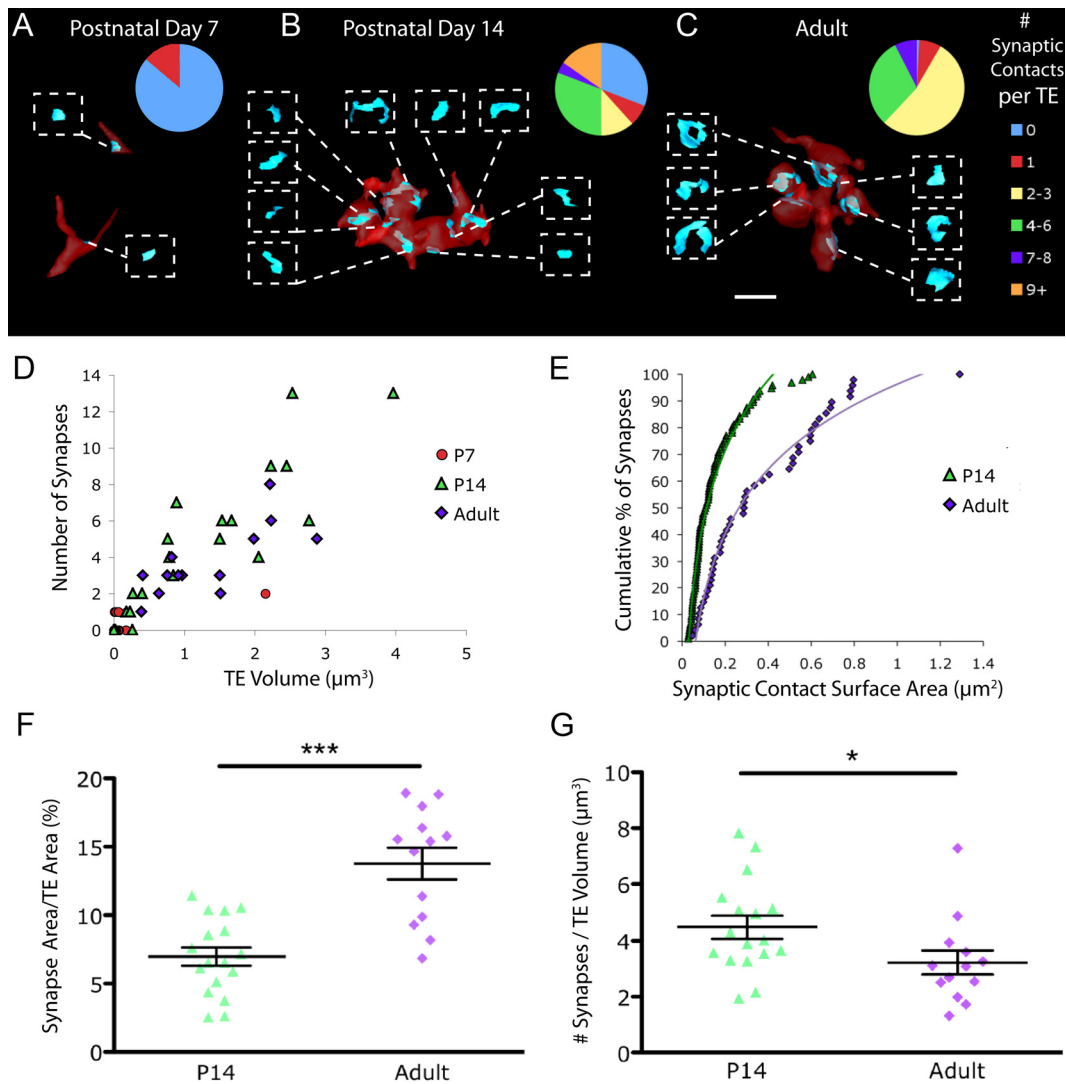 A Postnatal Day 7
B Postnatal Day 14
C Adult
#
Synaptic
Contacts
per TE
0
1
2-3
4-6
7-8
9+
D
14
12
10
8
6
4
2
0
Number of Synapses
0 1 2 3 4 5
TE Volume (μm³)
P7
P14
Adult
E
100
90
80
70
60
50
40
30
20
10
0
Cumulative % of Synapses
0 0.2 0.4 0.6 0.8 1 1.2 1.4
Synaptic Contact Surface Area (μm²)
P14
Adult
F
***
20
15
10
5
0
Synapse Area/TE Area (%)
P14 Adult
G
*
10
8
6
4
2
0
# Synapses / TE Volume (μm³)
P14 Adult